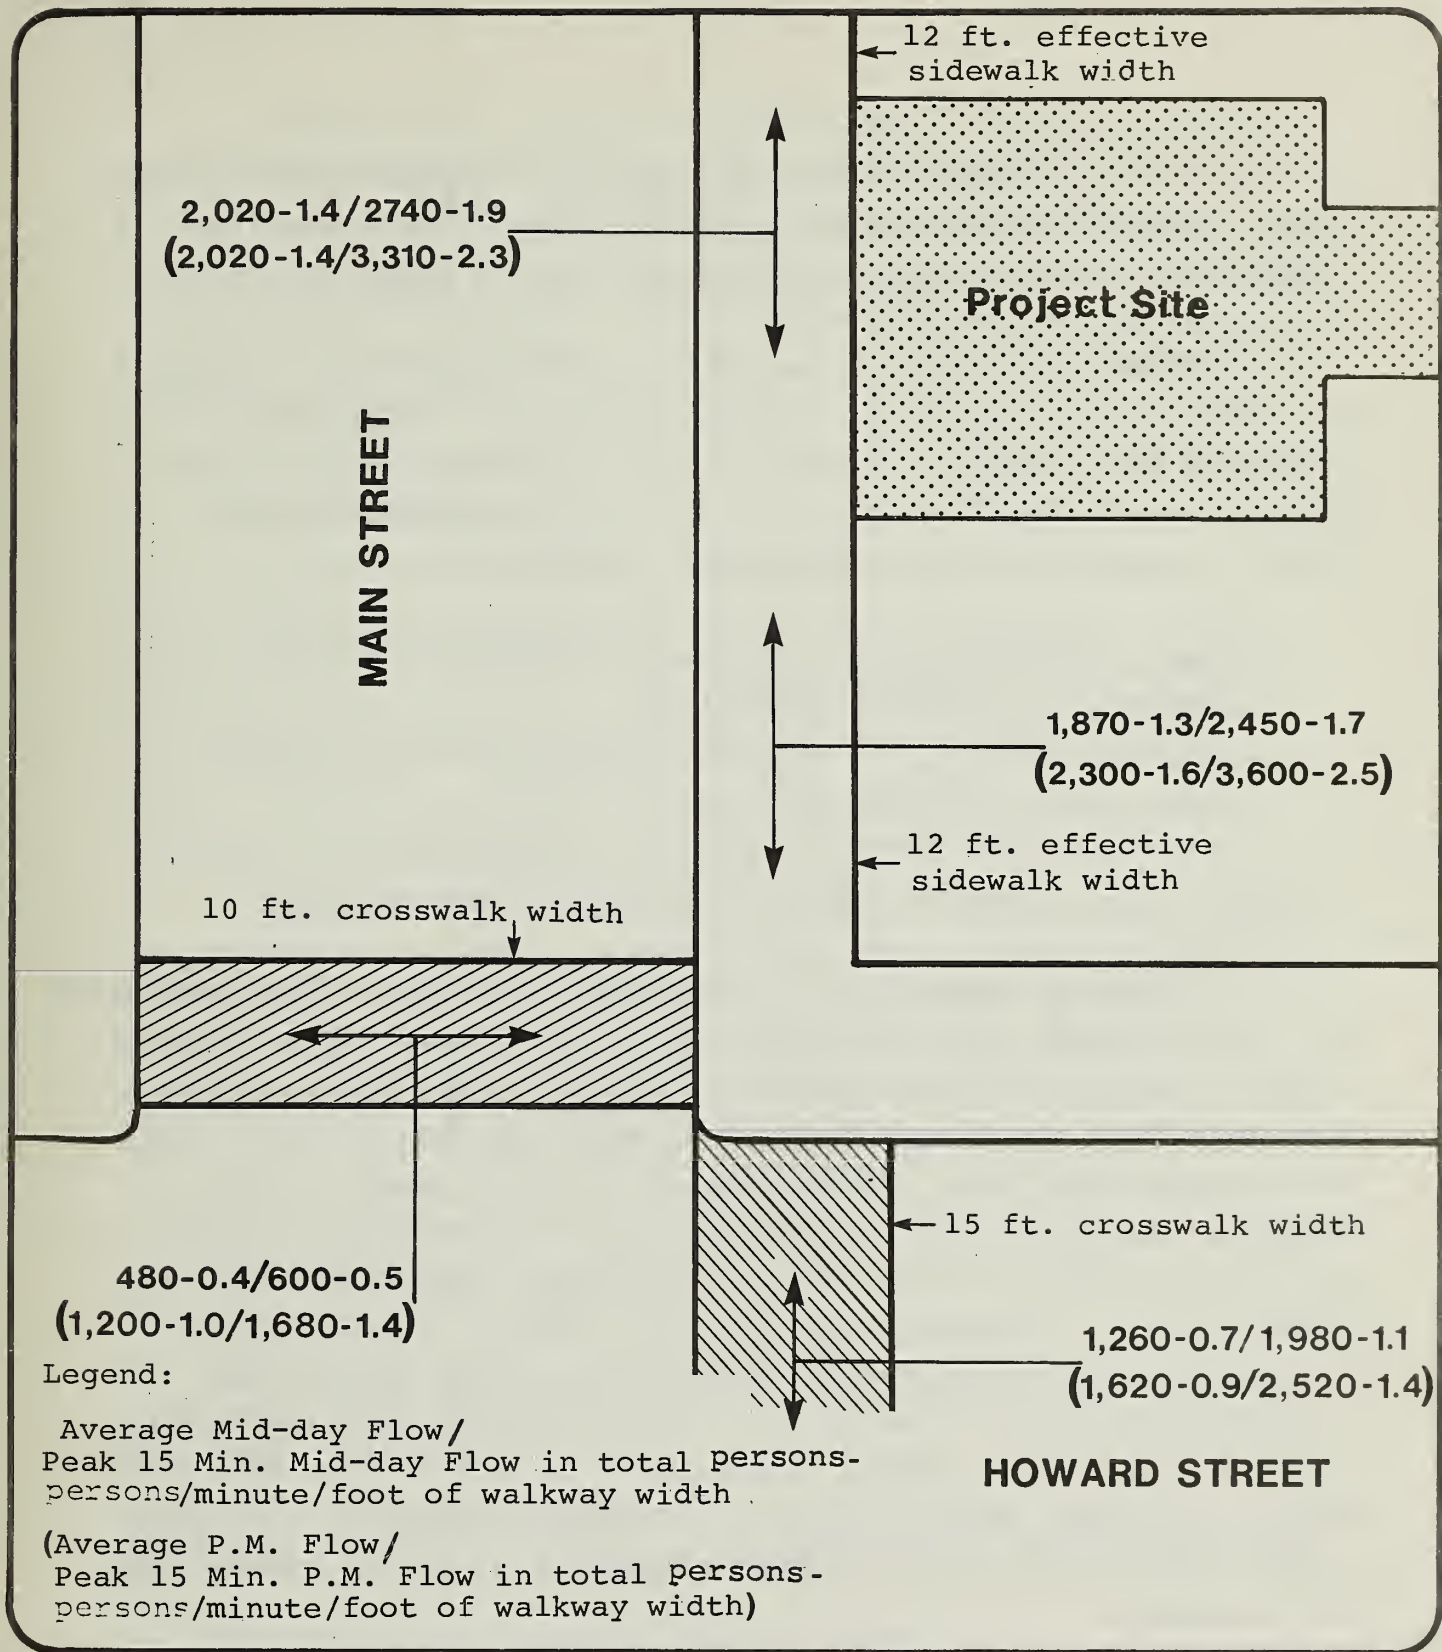 12 ft. effective
sidewalk width
2,020-1.4/2740-1.9
(2,020-1.4/3,310-2.3)
Project Site
MAIN STREET
1,870-1.3/2,450-1.7
(2,300-1.6/3,600-2.5)
12 ft. effective
sidewalk width
10 ft. crosswalk width
15 ft. crosswalk width
480-0.4/600-0.5
(1,200-1.0/1,680-1.4)
1,260-0.7/1,980-1.1
(1,620-0.9/2,520-1.4)
HOWARD STREET
Legend:
Average Mid-day Flow/
Peak 15 Min. Mid-day Flow in total persons-
persons/minute/foot of walkway width
(Average P.M. Flow/
Peak 15 Min. P.M. Flow in total persons-
persons/minute/foot of walkway width)